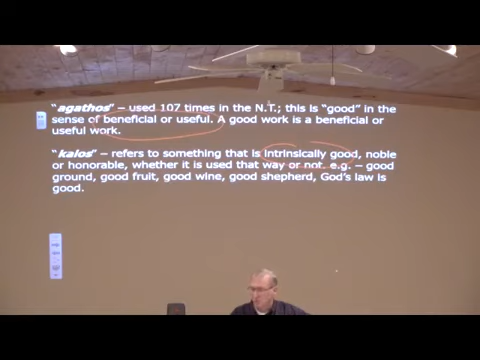 "agathos" – used 107 times in the N.T.; this is "good" in the
sense of beneficial or useful. A good work is a beneficial or
useful work.
"kalos" – refers to something that is intrinsically good, noble
or honorable, whether it is used that way or not. e.g. – good
ground, good fruit, good wine, good shepherd, God's law is
good.